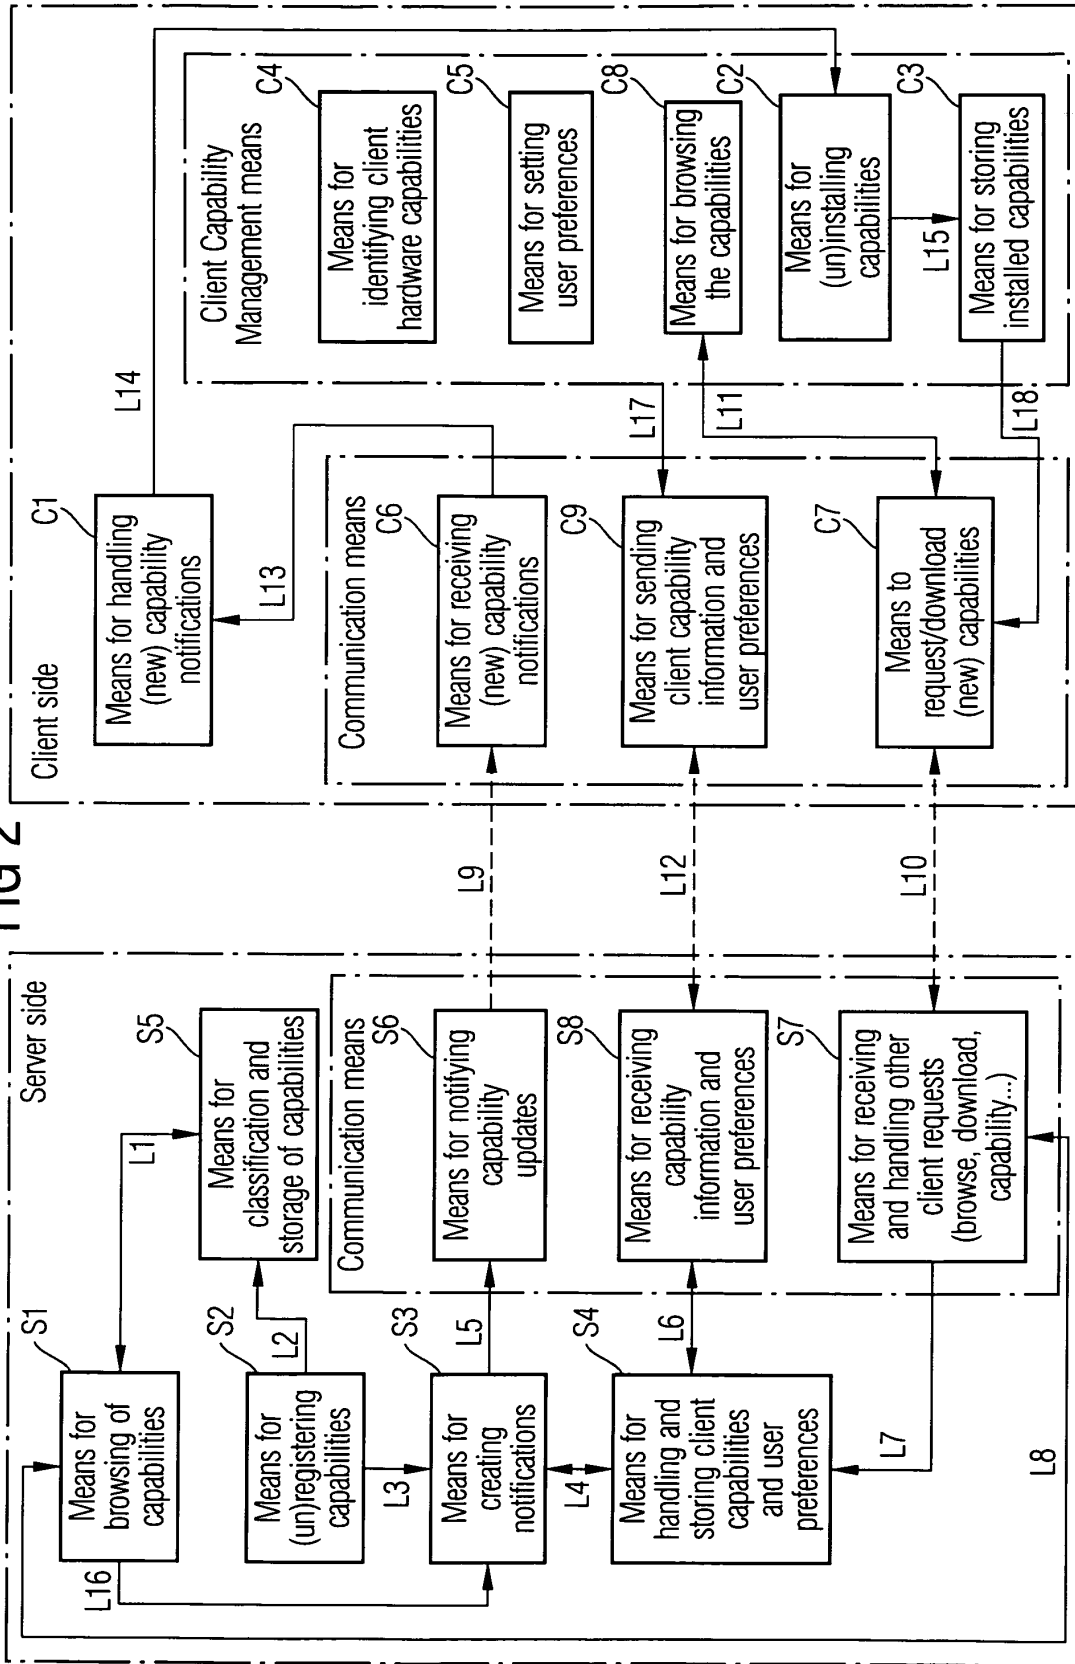 FIG 2
Server side
S1
Means for
browsing of
capabilities
L1
L16
S5
Means for
classification and
storage of capabilities
S2
Means for
(un)registering
capabilities
L2
L3
S3
Means for
creating
notifications
L5
L4
S4
Means for
handling and
storing client
capabilities
and user
preferences
L6
L7
L8
Communication means
S6
Means for notifying
capability
updates
S8
Means for receiving
capability
information and
user preferences
S7
Means for receiving
and handling other
client requests
(browse, download,
capability...)
L9
L12
L10
Client side
C1
Means for handling
(new) capability
notifications
L14
L13
Communication means
C6
Means for receiving
(new) capability
notifications
C9
Means for sending
client capability
information and
user preferences
C7
Means to
request/download
(new) capabilities
L17
L11
L18
Client Capability
Management means
C4
Means for
identifying client
hardware capabilities
C5
Means for setting
user preferences
C8
Means for browsing
the capabilities
C2
Means for
(un)installing
capabilities
L15
C3
Means for storing
installed capabilities